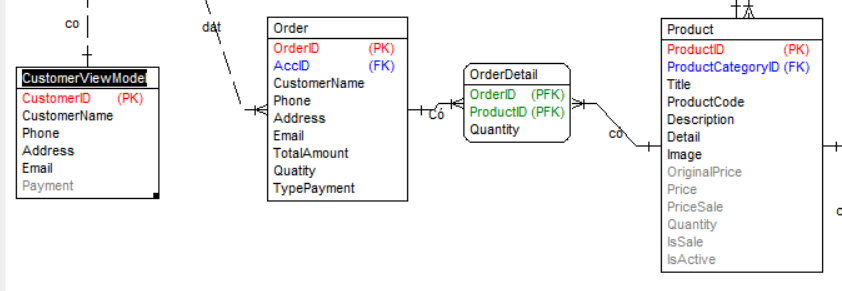 co
dát
CustomerViewModel
CustomerID (PK)
CustomerName
Phone
Address
Email
Payment
Order
OrderID (PK)
AccID (FK)
CustomerName
Phone
Address
Email
TotalAmount
Quatity
TypePayment
Có
OrderDetail
OrderID (PFK)
ProductID (PFK)
Quantity
có
Product
ProductID (PK)
ProductCategoryID (FK)
Title
ProductCode
Description
Detail
Image
OriginalPrice
Price
PriceSale
Quantity
IsSale
IsActive